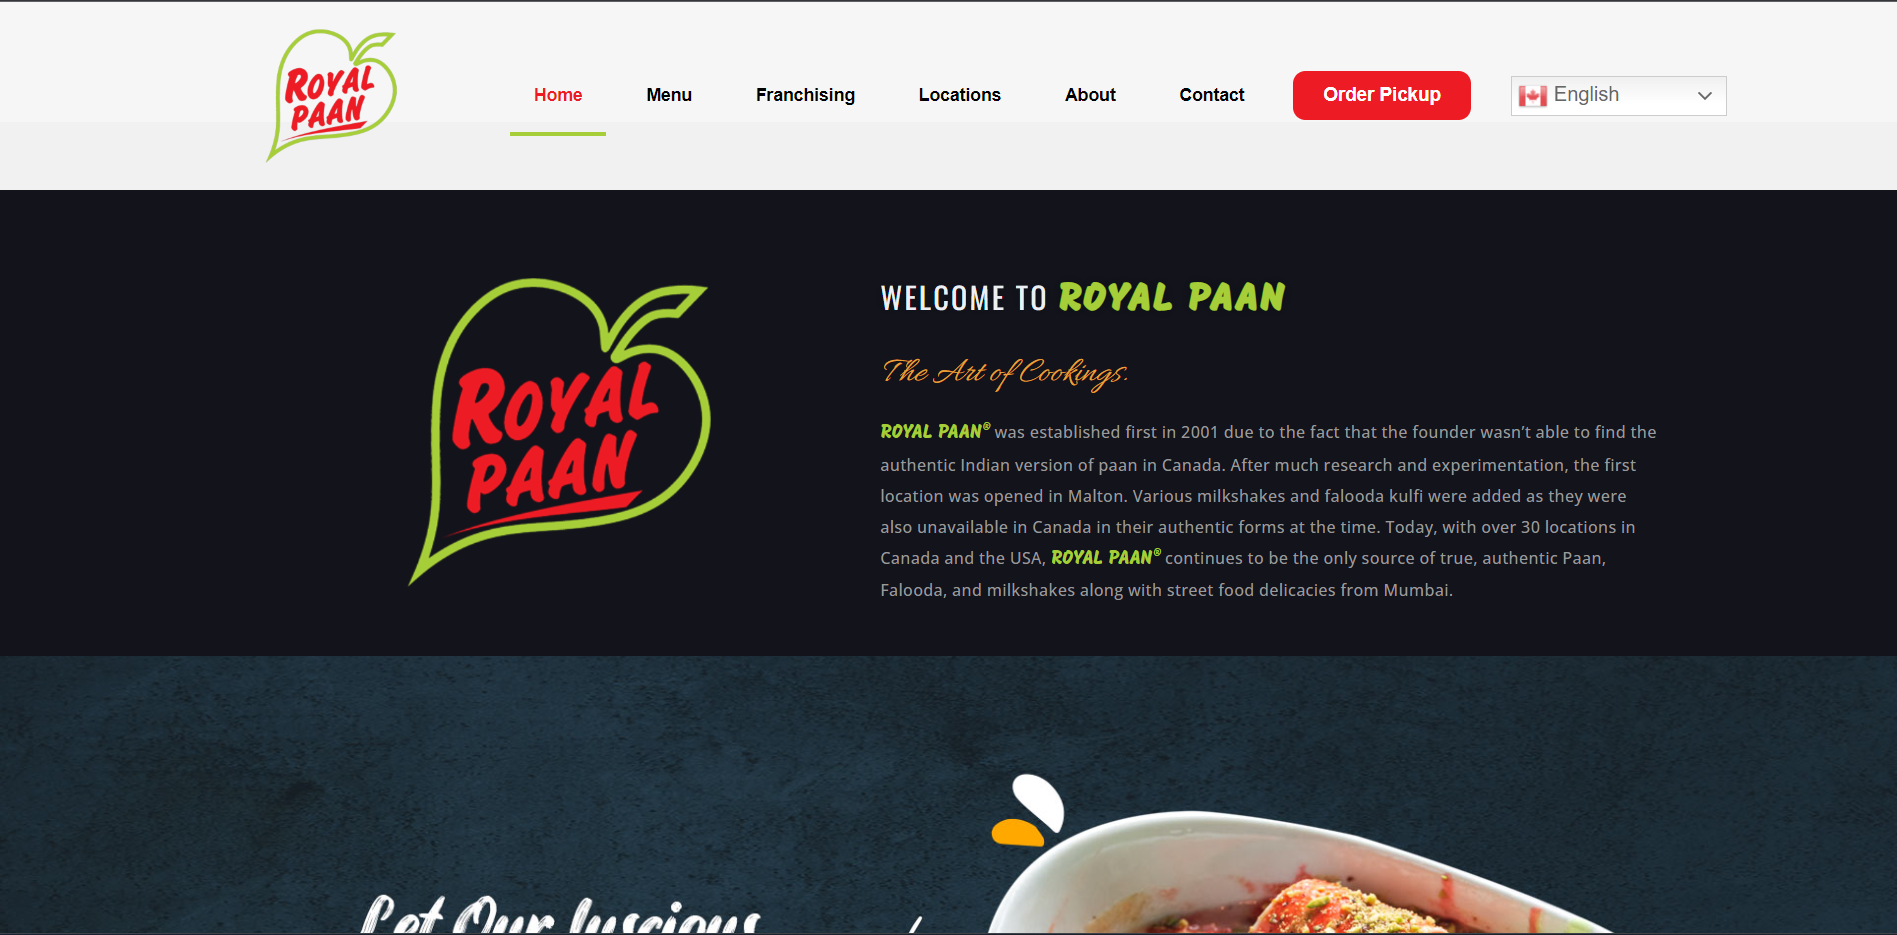 ROYAL
PAAN
Home Menu Franchising Locations About Contact Order Pickup English
ROYAL
PAAN
WELCOME TO ROYAL PAAN
The Art of Cookings.
ROYAL PAAN® was established first in 2001 due to the fact that the founder wasn’t able to find the
authentic Indian version of paan in Canada. After much research and experimentation, the first
location was opened in Malton. Various milkshakes and falooda kulfi were added as they were
also unavailable in Canada in their authentic forms at the time. Today, with over 30 locations in
Canada and the USA, ROYAL PAAN® continues to be the only source of true, authentic Paan,
Falooda, and milkshakes along with street food delicacies from Mumbai.
Let Our luscious